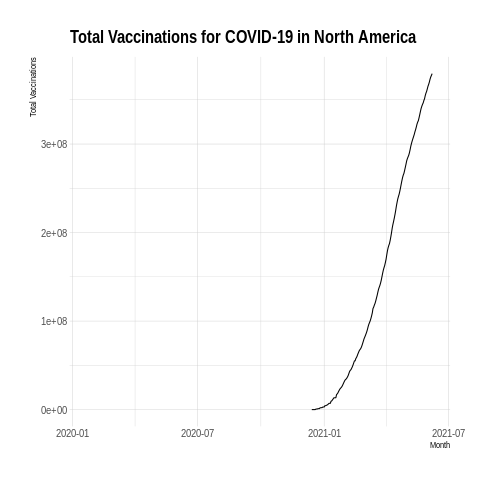 Total Vaccinations for COVID-19 in North America
Total Vaccinations
3e+08
2e+08
1e+08
0e+00
2020-01 2020-07 2021-01 2021-07
Month